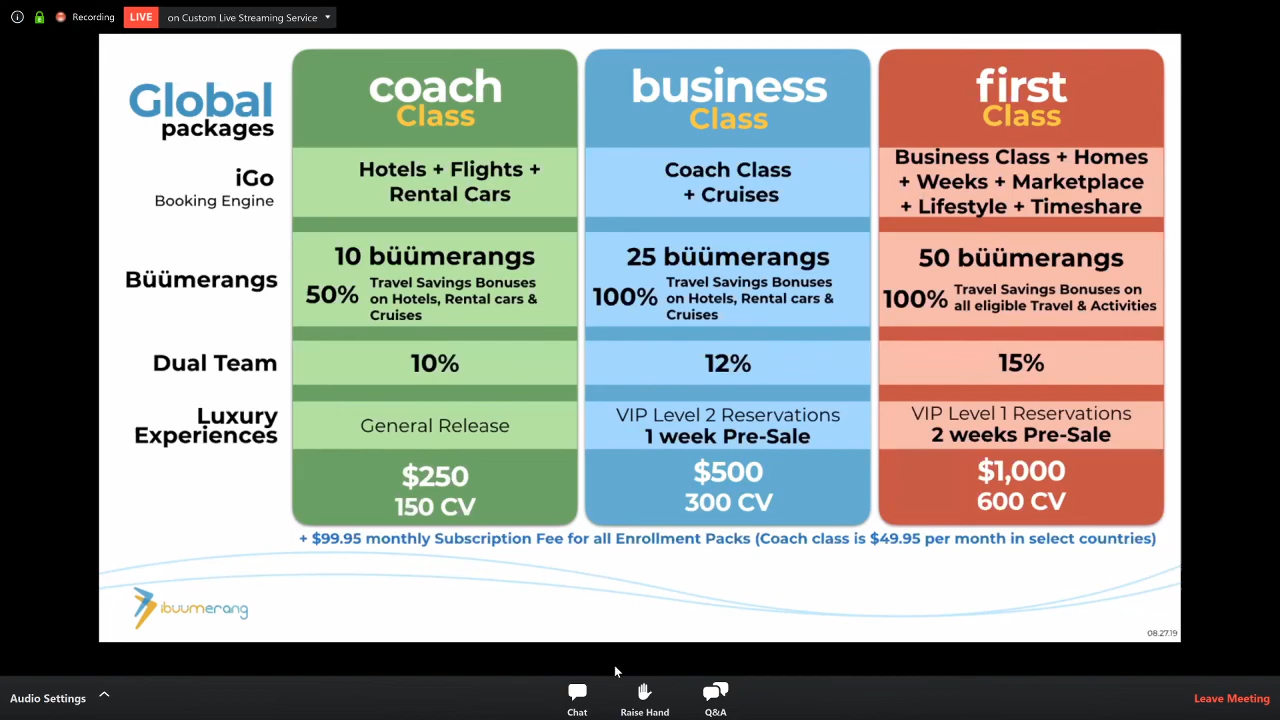 Recording
LIVE
on Custom Live Streaming Service
Global
packages
coach
Class
business
Class
first
Class
iGo
Booking Engine
Hotels + Flights +
Rental Cars
Coach Class
+ Cruises
Business Class + Homes
+ Weeks + Marketplace
+ Lifestyle + Timeshare
Büümerangs
10 büümerangs
50%
Travel Savings Bonuses
on Hotels, Rental cars &
Cruises
25 büümerangs
100%
Travel Savings Bonuses
on Hotels, Rental cars &
Cruises
50 büümerangs
100%
Travel Savings Bonuses on
all eligible Travel & Activities
Dual Team
10%
12%
15%
Luxury
Experiences
General Release
VIP Level 2 Reservations
1 week Pre-Sale
VIP Level 1 Reservations
2 weeks Pre-Sale
$250
150 CV
$500
300 CV
$1,000
600 CV
+ $99.95 monthly Subscription Fee for all Enrollment Packs (Coach class is $49.95 per month in select countries)
ibuumerang
08.27.19
Audio Settings
Chat
Raise Hand
Q&A
Leave Meeting